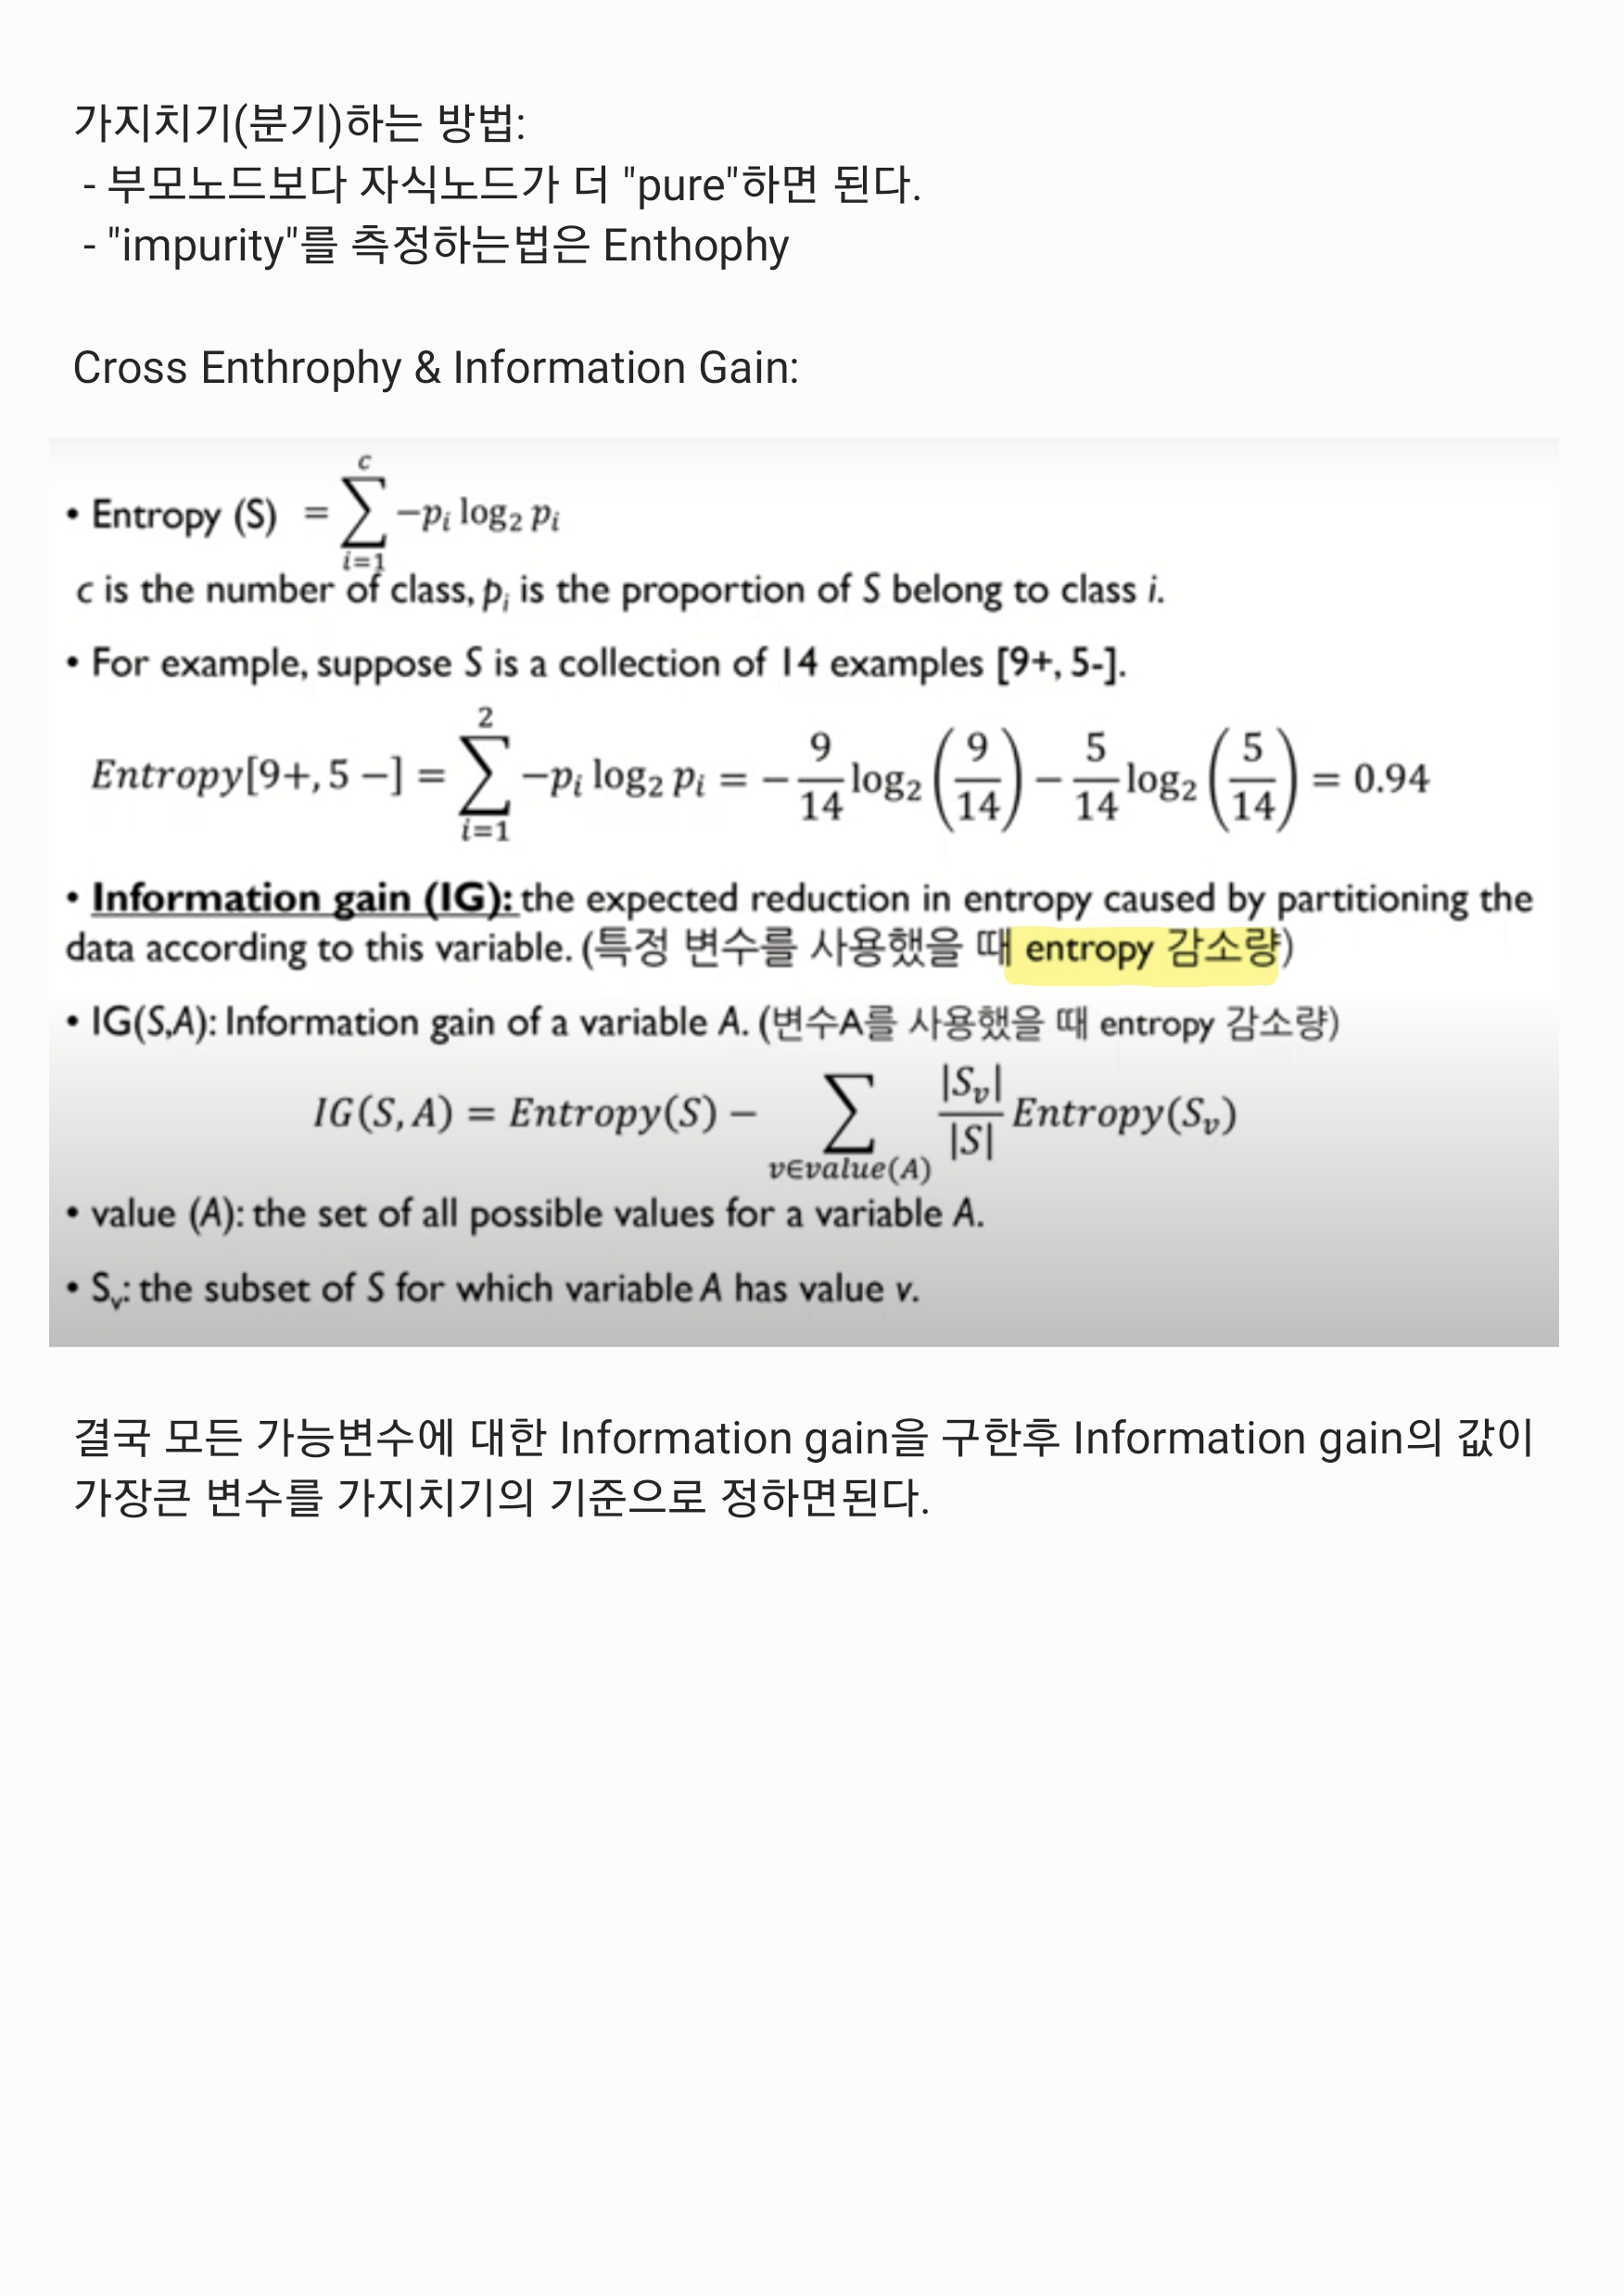 가지치기(분기)하는 방법:
- 부모노드보다 자식노드가 더 "pure"하면 된다.
- "impurity"를 측정하는법은 Enthophy
Cross Enthrophy & Information Gain:
• Entropy (S) = \sum_{i=1}^{c} -p_i log_2 p_i
c is the number of class, p_i is the proportion of S belong to class i.
• For example, suppose S is a collection of 14 examples [9+, 5-].
Entropy[9+, 5 −] = \sum_{i=1}^{2} -p_i log_2 p_i = − 9/14 log_2 (9/14) − 5/14 log_2 (5/14) = 0.94
• Information gain (IG): the expected reduction in entropy caused by partitioning the
data according to this variable. (특정 변수를 사용했을 때 entropy 감소량)
• IG(S,A): Information gain of a variable A. (변수A를 사용했을 때 entropy 감소량)
IG(S, A) = Entropy(S) − \sum_{v∈value(A)} |S_v|/|S| Entropy(S_v)
• value (A): the set of all possible values for a variable A.
• S_v: the subset of S for which variable A has value v.
결국 모든 가능변수에 대한 Information gain을 구한후 Information gain의 값이
가장큰 변수를 가지치기의 기준으로 정하면된다.